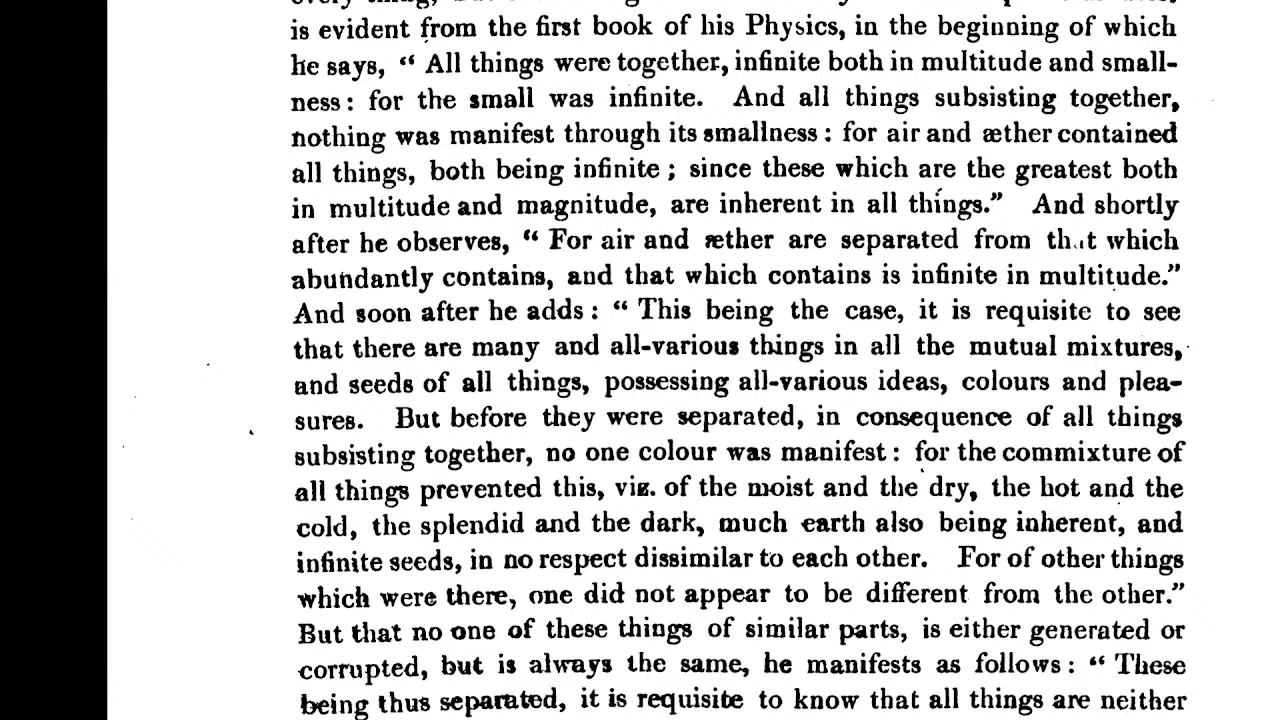 is evident from the first book of his Physics, in the beginning of which
he says, “ All things were together, infinite both in multitude and small-
ness : for the small was infinite. And all things subsisting together,
nothing was manifest through its smallness : for air and æther contained
all things, both being infinite ; since these which are the greatest both
in multitude and magnitude, are inherent in all things.” And shortly
after he observes, “ For air and æther are separated from that which
abundantly contains, and that which contains is infinite in multitude.”
And soon after he adds : “ This being the case, it is requisite to see
that there are many and all-various things in all the mutual mixtures,
and seeds of all things, possessing all-various ideas, colours and plea-
sures. But before they were separated, in consequence of all things
subsisting together, no one colour was manifest : for the commixture of
all things prevented this, viz. of the moist and the dry, the hot and the
cold, the splendid and the dark, much earth also being inherent, and
infinite seeds, in no respect dissimilar to each other. For of other things
which were there, one did not appear to be different from the other.”
But that no one of these things of similar parts, is either generated or
corrupted, but is always the same, he manifests as follows : “ These
being thus separated, it is requisite to know that all things are neither